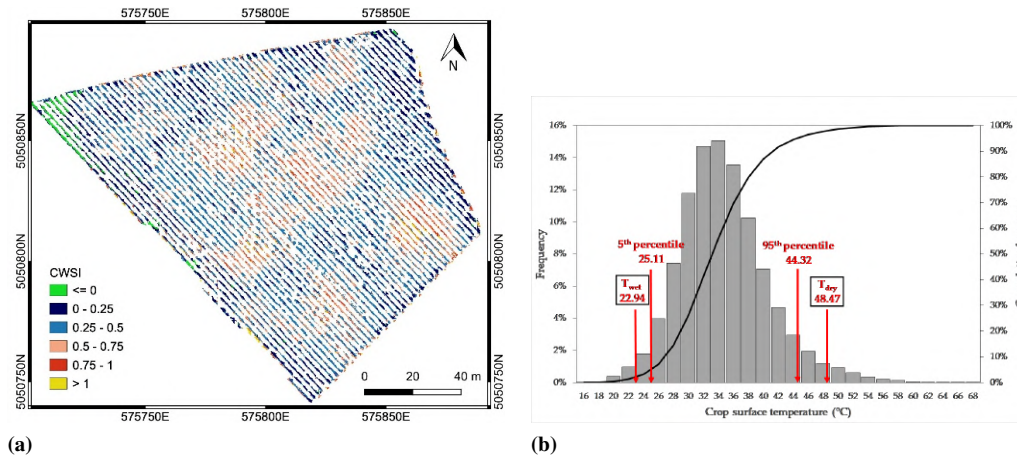 575750E 575800E 575850E
N
5050850N
5050850N
5050800N
5050800N
5050750N
5050750N
CWSI
<= 0
0 - 0.25
0.25 - 0.5
0.5 - 0.75
0.75 - 1
> 1
0 20 40 m
575750E 575800E 575850E
(a)
16% 100%
14% 90%
80%
12%
70%
10%
60%
8% 50%
6% 40%
30%
4%
20%
2%
10%
0% 0%
Frequency
5th percentile
25.11
95th percentile
44.32
Twet
22.94
Tdry
48.47
16 18 20 22 24 26 28 30 32 34 36 38 40 42 44 46 48 50 52 54 56 58 60 62 64 66 68
Crop surface temperature (°C)
(b)